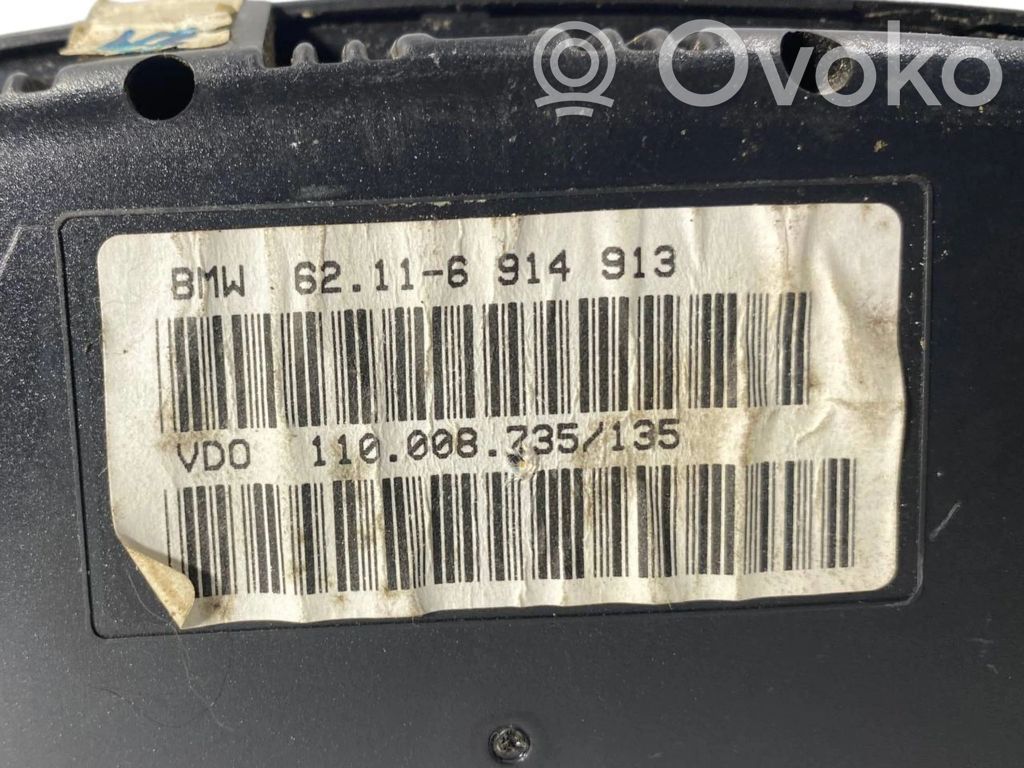 Ovoko
BMW 62.11-6 914 913
VDO 110.008.735/135